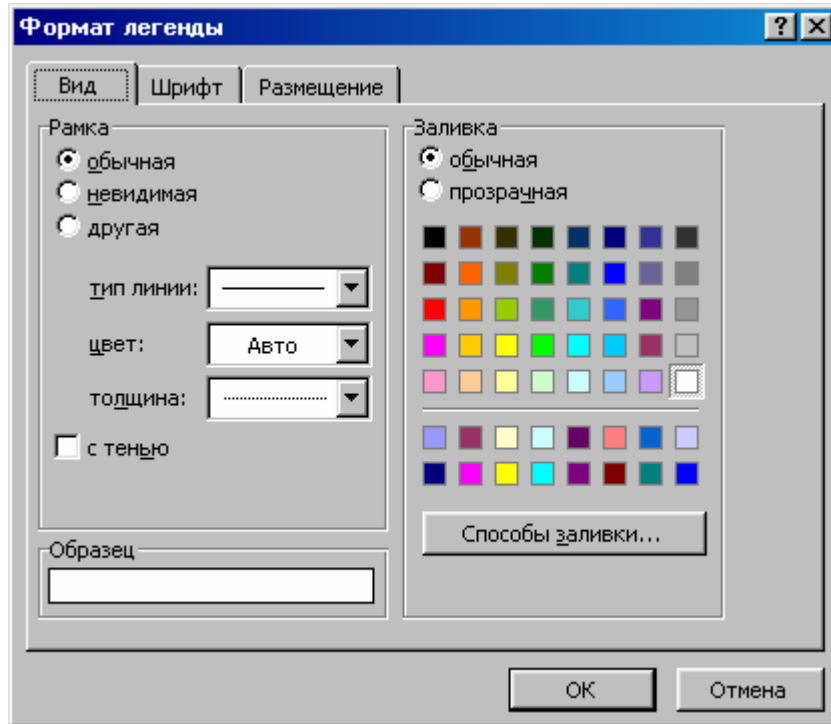 Формат легенды
Вид
Шрифт
Размещение
Рамка
обычная
невидимая
другая
тип линии:
цвет:
Авто
толщина:
с тенью
Образец
Заливка
обычная
прозрачная
Способы заливки...
ОК
Отмена